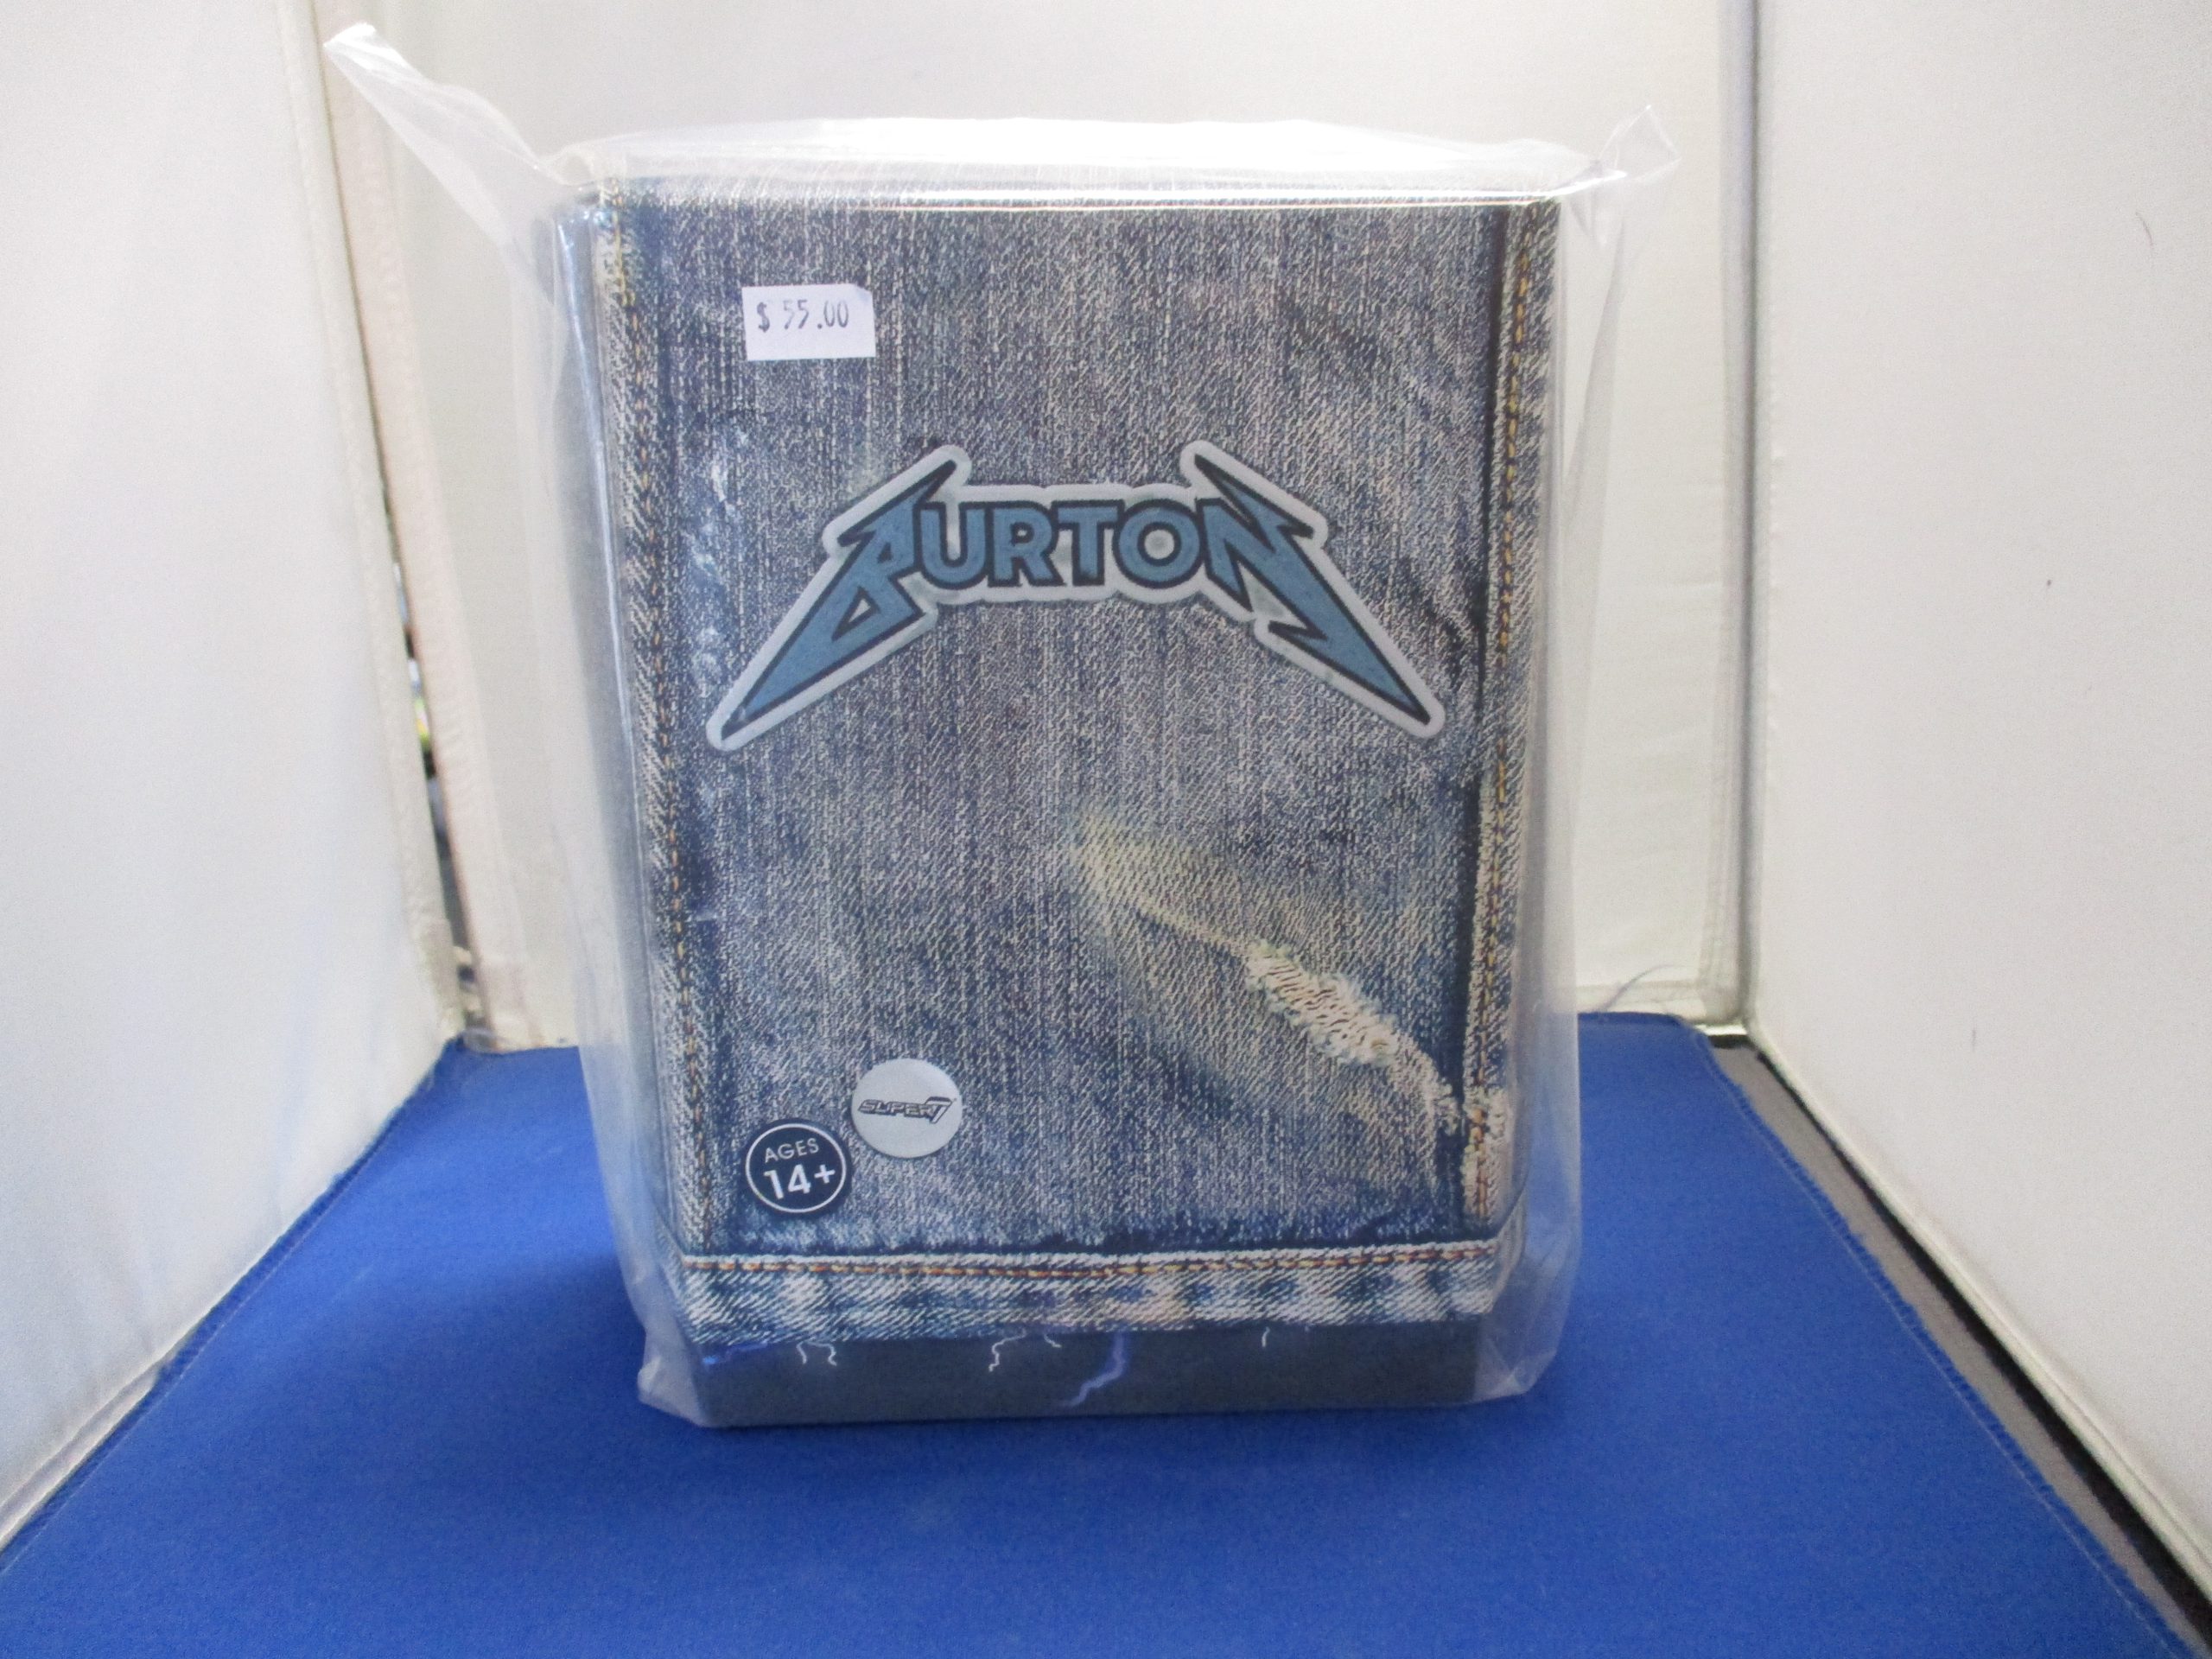 $ 55.00
BURTON
SUPER7
AGES
14+